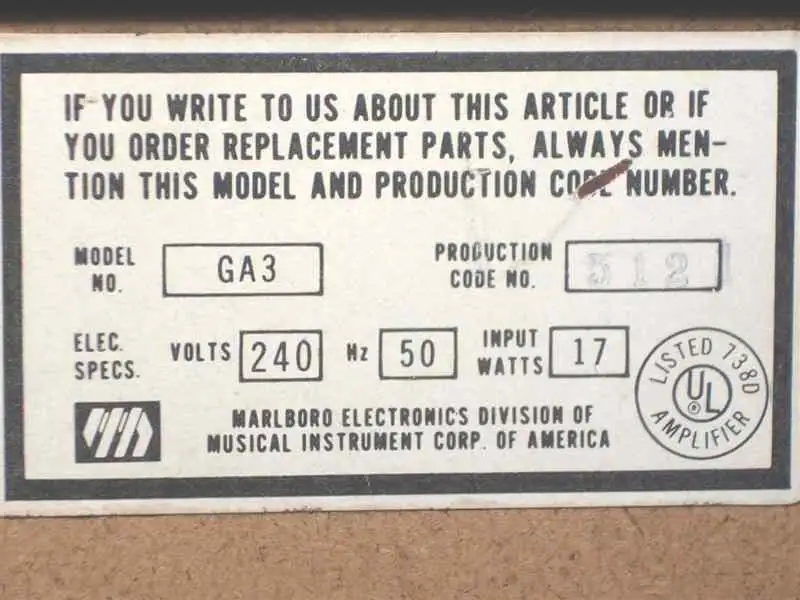 IF YOU WRITE TO US ABOUT THIS ARTICLE OR IF
YOU ORDER REPLACEMENT PARTS, ALWAYS MEN-
TION THIS MODEL AND PRODUCTION CODE NUMBER.
MODEL NO. GA3 PRODUCTION CODE NO. 5121
ELEC. SPECS. VOLTS 240 Hz 50 INPUT WATTS 17
LISTED 738D
UL
AMPLIFIER
MARLBORO ELECTRONICS DIVISION OF
MUSICAL INSTRUMENT CORP. OF AMERICA